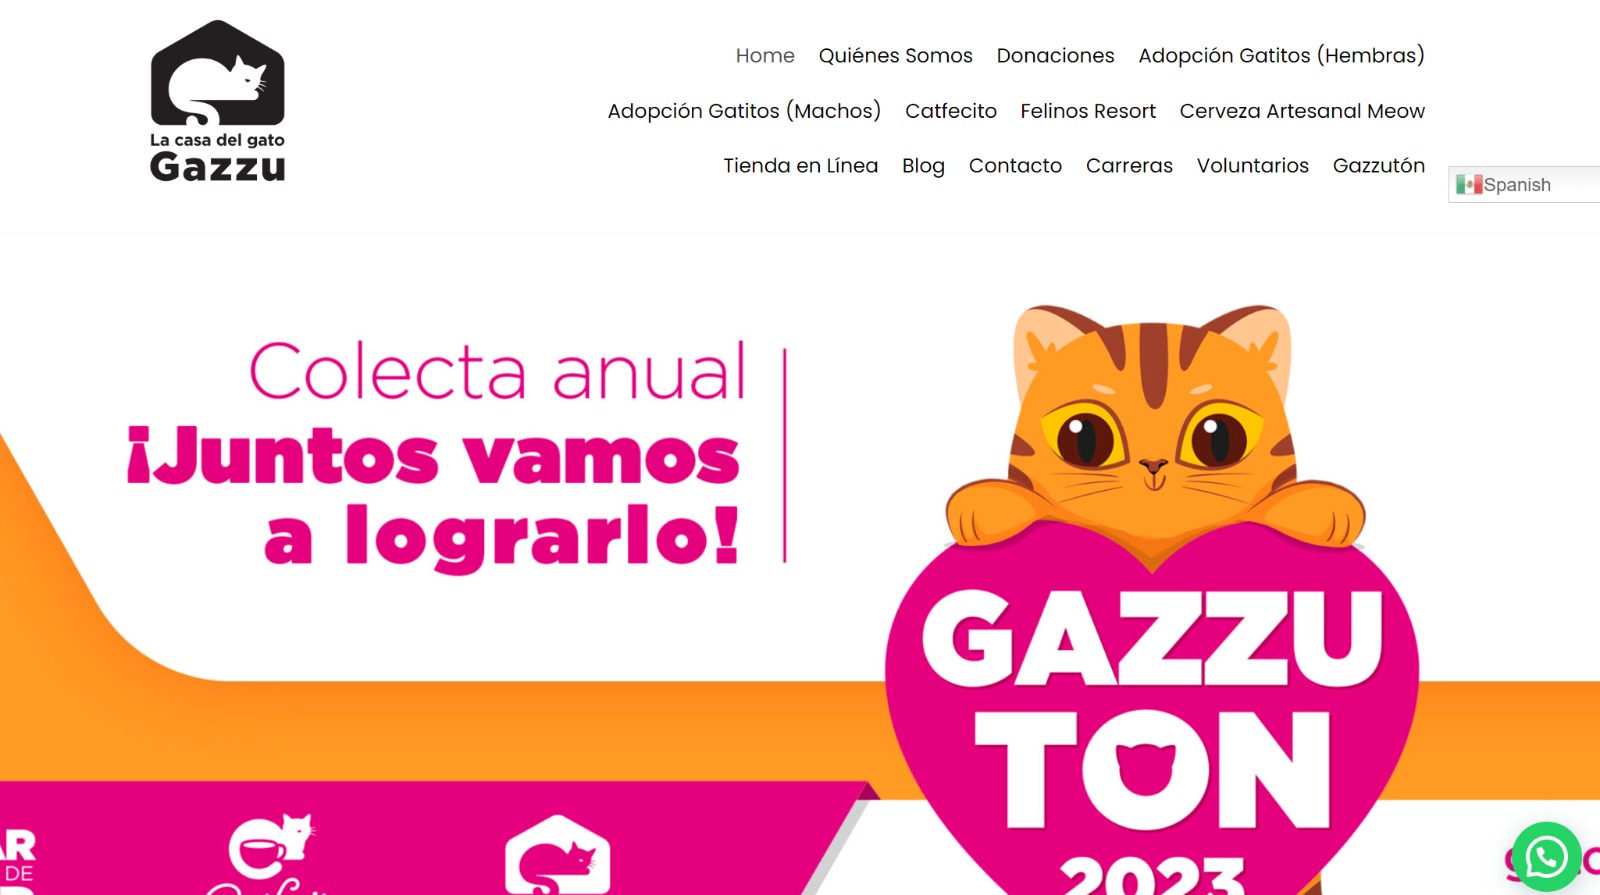 La casa del gato
Gazzu
Home Quiénes Somos Donaciones Adopción Gatitos (Hembras)
Adopción Gatitos (Machos) Catfecito Felinos Resort Cerveza Artesanal Meow
Tienda en Línea Blog Contacto Carreras Voluntarios Gazzutón
Spanish
Colecta anual
¡Juntos vamos
a lograrlo!
GAZZU
TON
2023
DE